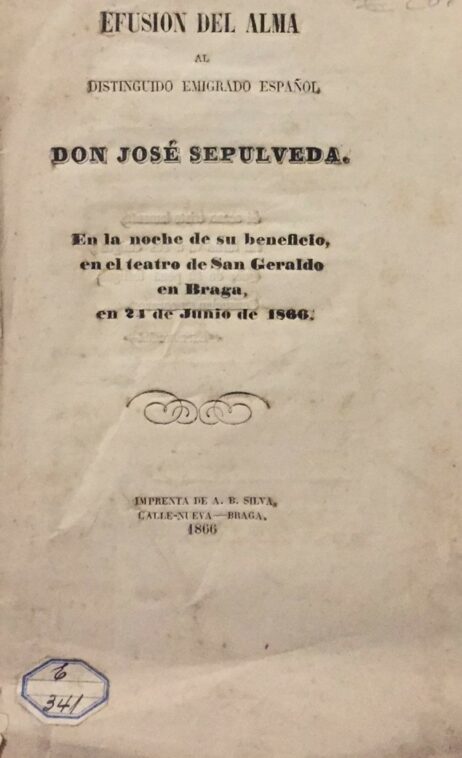 EFUSION DEL ALMA
AL
DISTINGUIDO EMIGRADO ESPAÑOL
DON JOSÉ SEPULVEDA.
En la noche de su beneficio,
en el teatro de San Geraldo
en Braga,
en 21 de Junio de 1866.
IMPRENTA DE A. B. SILVA,
CALLE-NUEVA—BRAGA.
1866
E
341